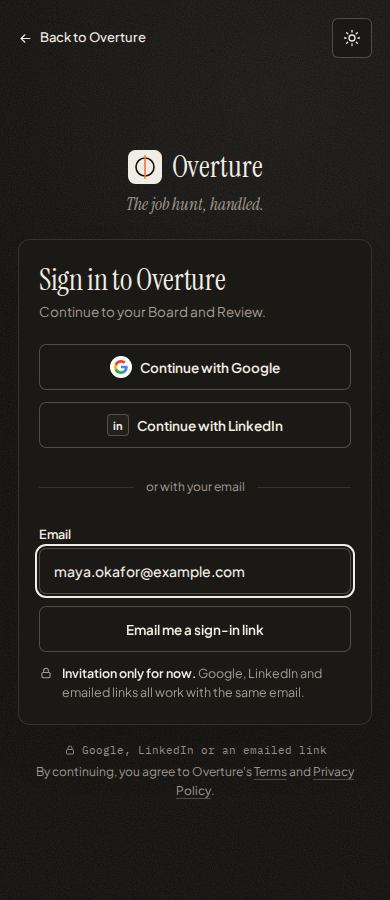 ← Back to Overture
Overture
The job hunt, handled.
Sign in to Overture
Continue to your Board and Review.
Continue with Google
in Continue with LinkedIn
or with your email
Email
maya.okafor@example.com
Email me a sign-in link
Invitation only for now. Google, LinkedIn and
emailed links all work with the same email.
Google, LinkedIn or an emailed link
By continuing, you agree to Overture's Terms and Privacy
Policy.